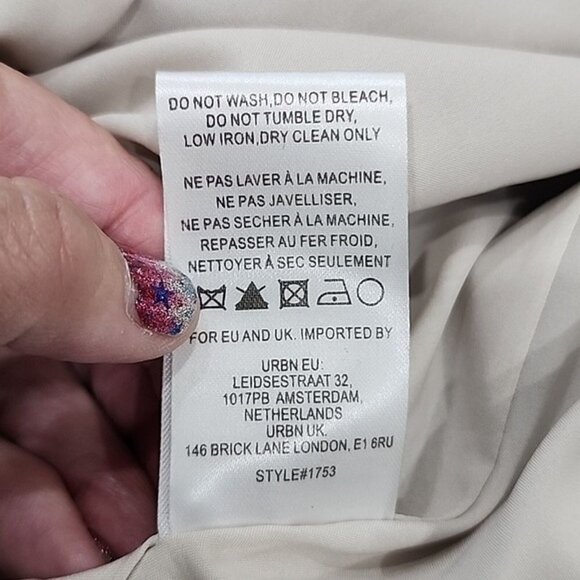 DO NOT WASH,DO NOT BLEACH,
DO NOT TUMBLE DRY,
LOW IRON,DRY CLEAN ONLY
NE PAS LAVER À LA MACHINE,
NE PAS JAVELLISER,
NE PAS SECHER À LA MACHINE,
REPASSER AU FER FROID,
NETTOYER À SEC SEULEMENT
FOR EU AND UK. IMPORTED BY
URBN EU:
LEIDSESTRAAT 32,
1017PB AMSTERDAM,
NETHERLANDS
URBN UK.
146 BRICK LANE LONDON, E1 6RU
STYLE#1753